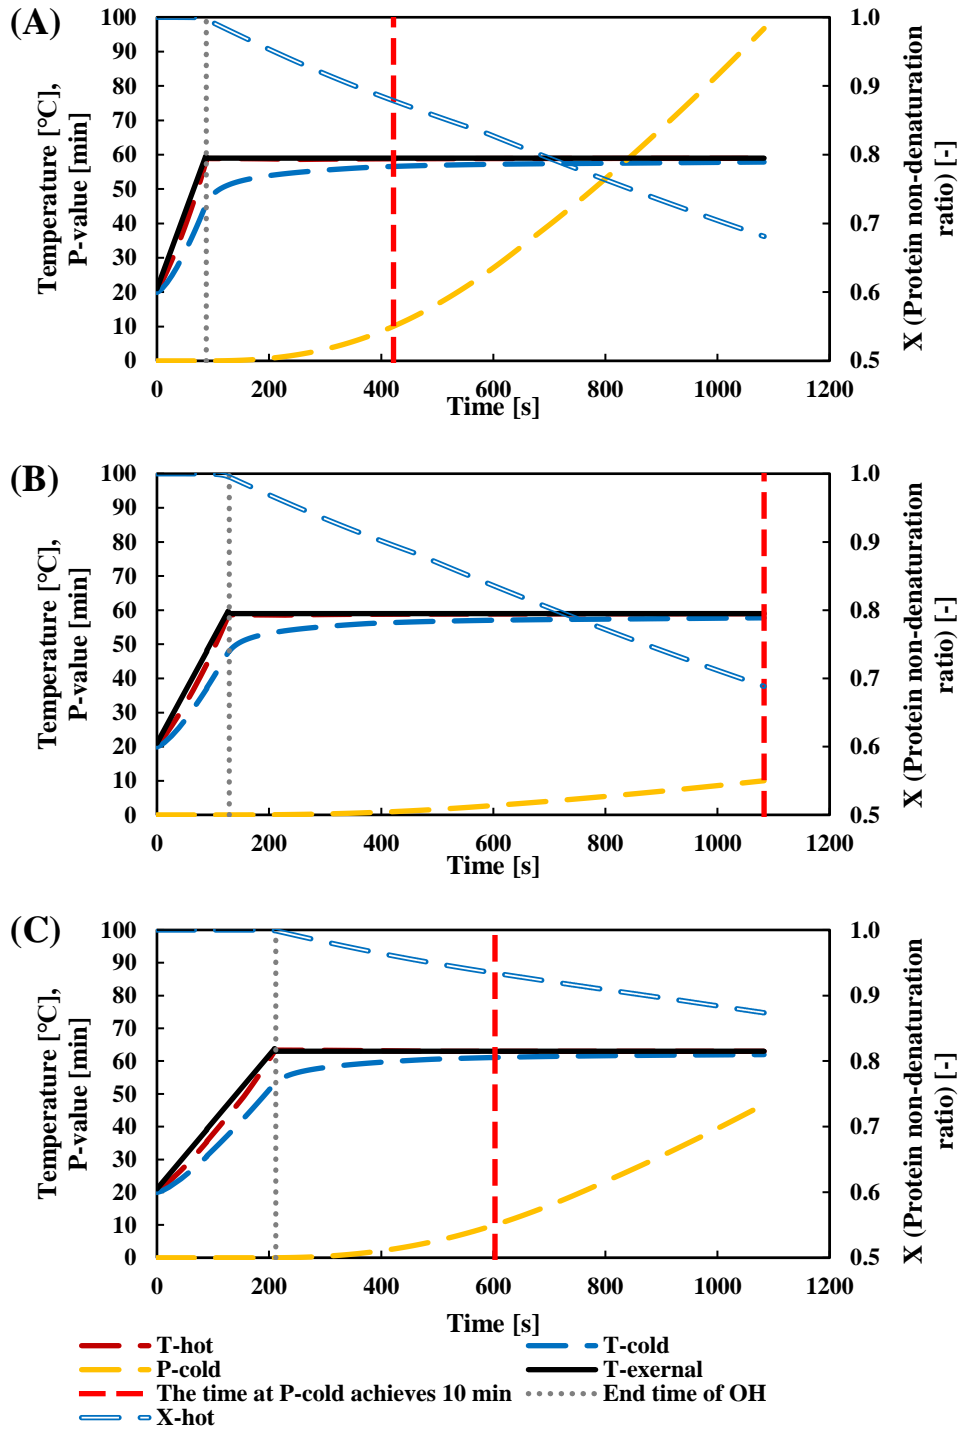 (A)
Temperature [°C],
P-value [min]
100
90
80
70
60
50
40
30
20
10
0
1.0
0.9
0.8
0.7
0.6
0.5
X (Protein non-denaturation
ratio) [-]
0 200 400 600 800 1000 1200
Time [s]
(B)
Temperature [°C],
P-value [min]
100
90
80
70
60
50
40
30
20
10
0
1.0
0.9
0.8
0.7
0.6
0.5
X (Protein non-denaturation
ratio) [-]
0 200 400 600 800 1000 1200
Time [s]
(C)
Temperature [°C],
P-value [min]
100
90
80
70
60
50
40
30
20
10
0
1.0
0.9
0.8
0.7
0.6
0.5
X (Protein non-denaturation
ratio) [-]
0 200 400 600 800 1000 1200
Time [s]
T-hot T-cold
P-cold T-exernal
The time at P-cold achieves 10 min End time of OH
X-hot